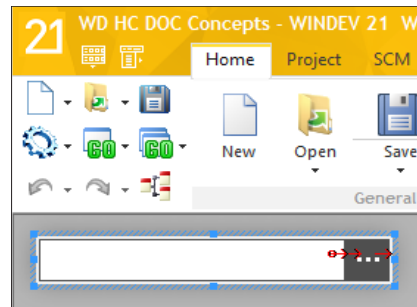 21 WD HC DOC Concepts - WINDEV 21 W
Home Project SCM
GO GO
New Open Save
General
...